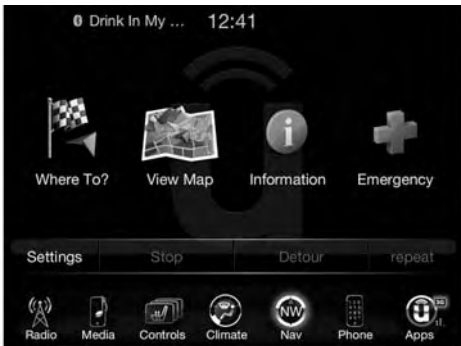 Drink In My ... 12:41
Where To? View Map Information Emergency
Settings Stop Detour repeat
NW 3G
Radio Media Controls Climate Nav Phone Apps